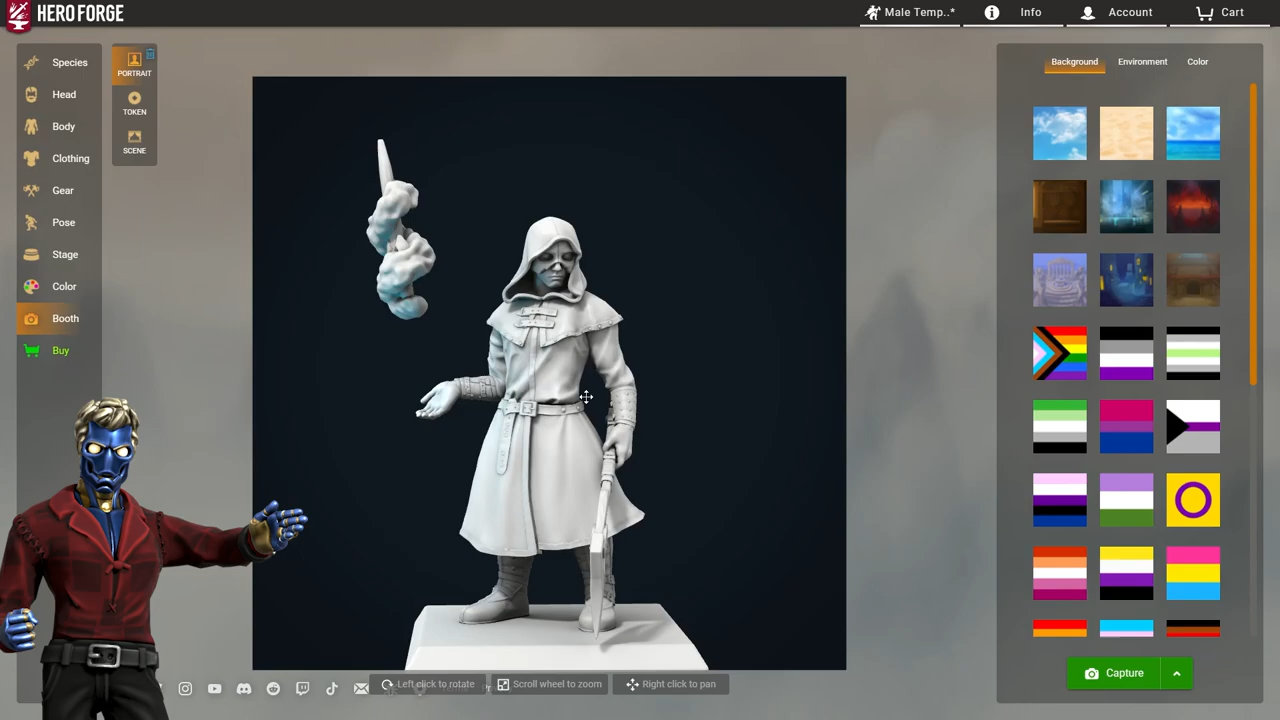 HERO FORGE
Male Temp..*
Info
Account
Cart
Species
Head
Body
Clothing
Gear
Pose
Stage
Color
Booth
Buy
PORTRAIT
TOKEN
SCENE
Background
Environment
Color
Left click to rotate
Scroll wheel to zoom
Right click to pan
Capture